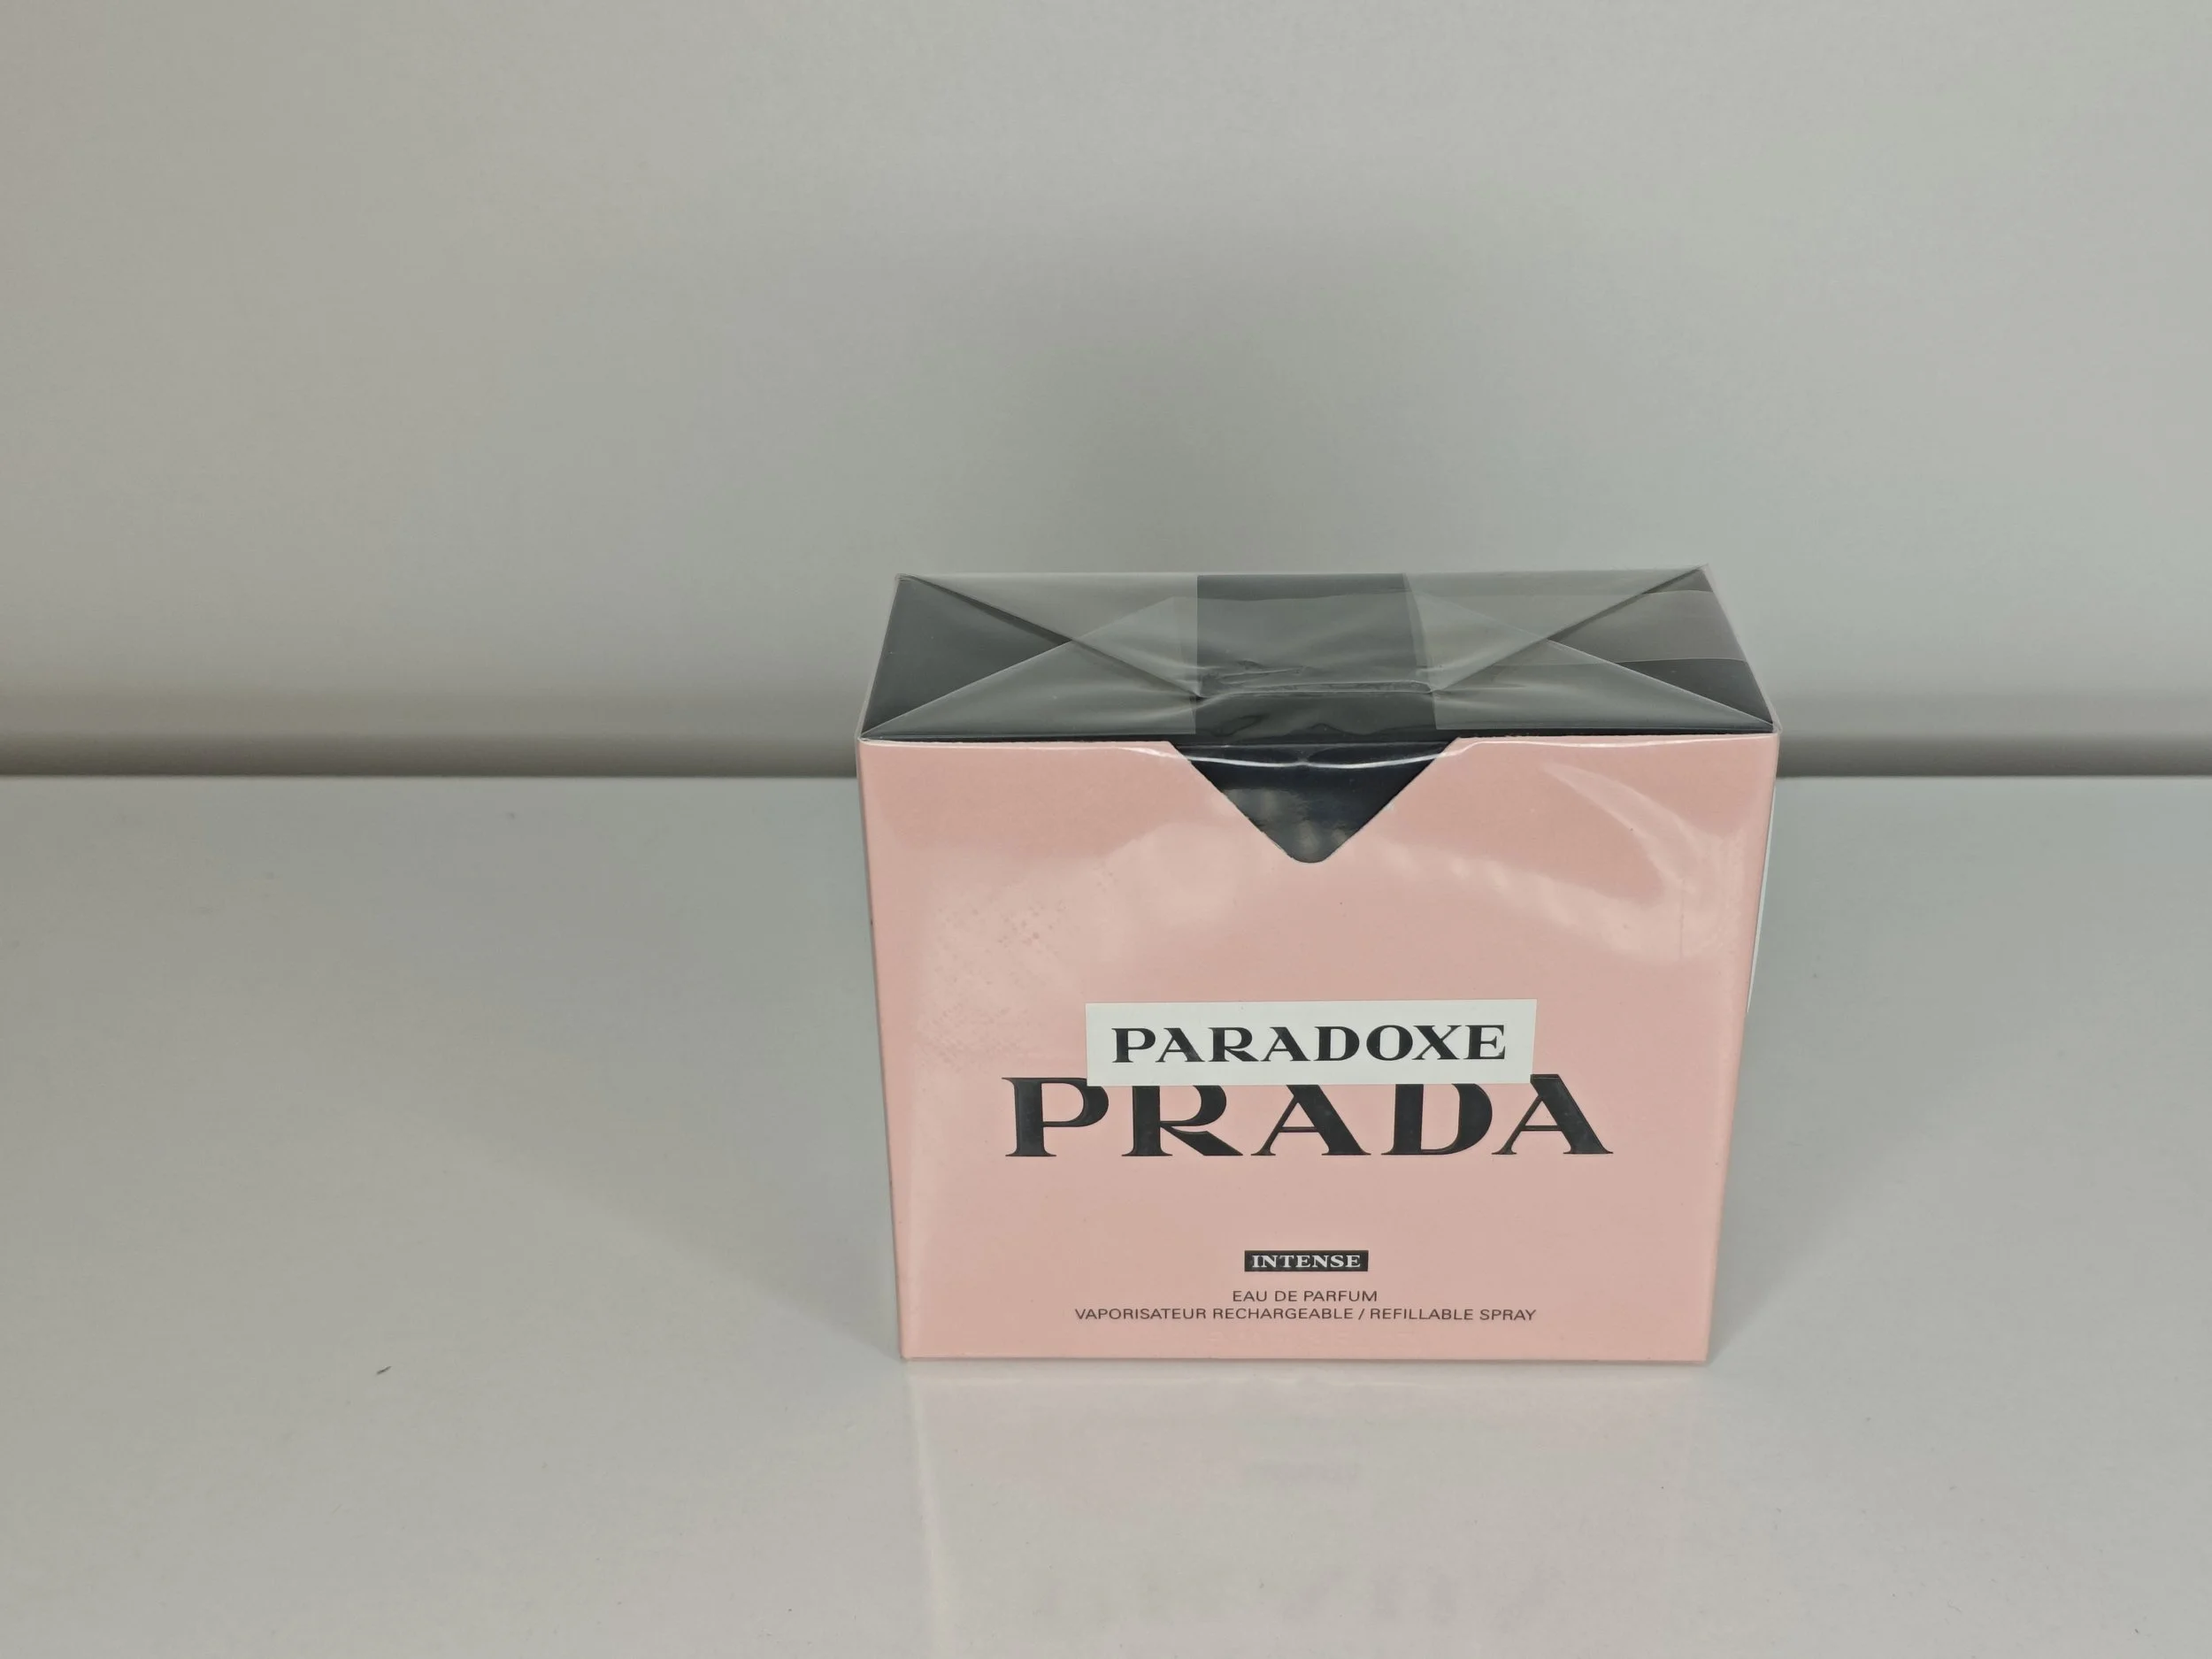 PARADOXE
PRADA
INTENSE
EAU DE PARFUM
VAPORISATEUR RECHARGEABLE / REFILLABLE SPRAY